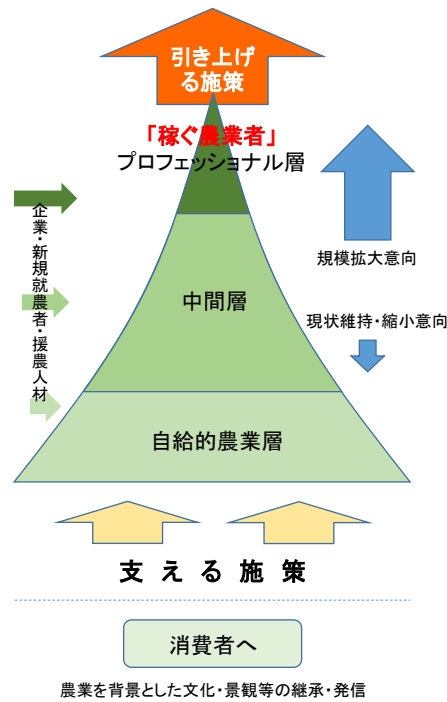 引き上げ
る施策
「稼ぐ農業者」
プロフェッショナル層
企業・新規就農者・援農人材
規模拡大意向
中間層
現状維持・縮小意向
自給的農業層
支える施策
消費者へ
農業を背景とした文化・景観等の継承・発信